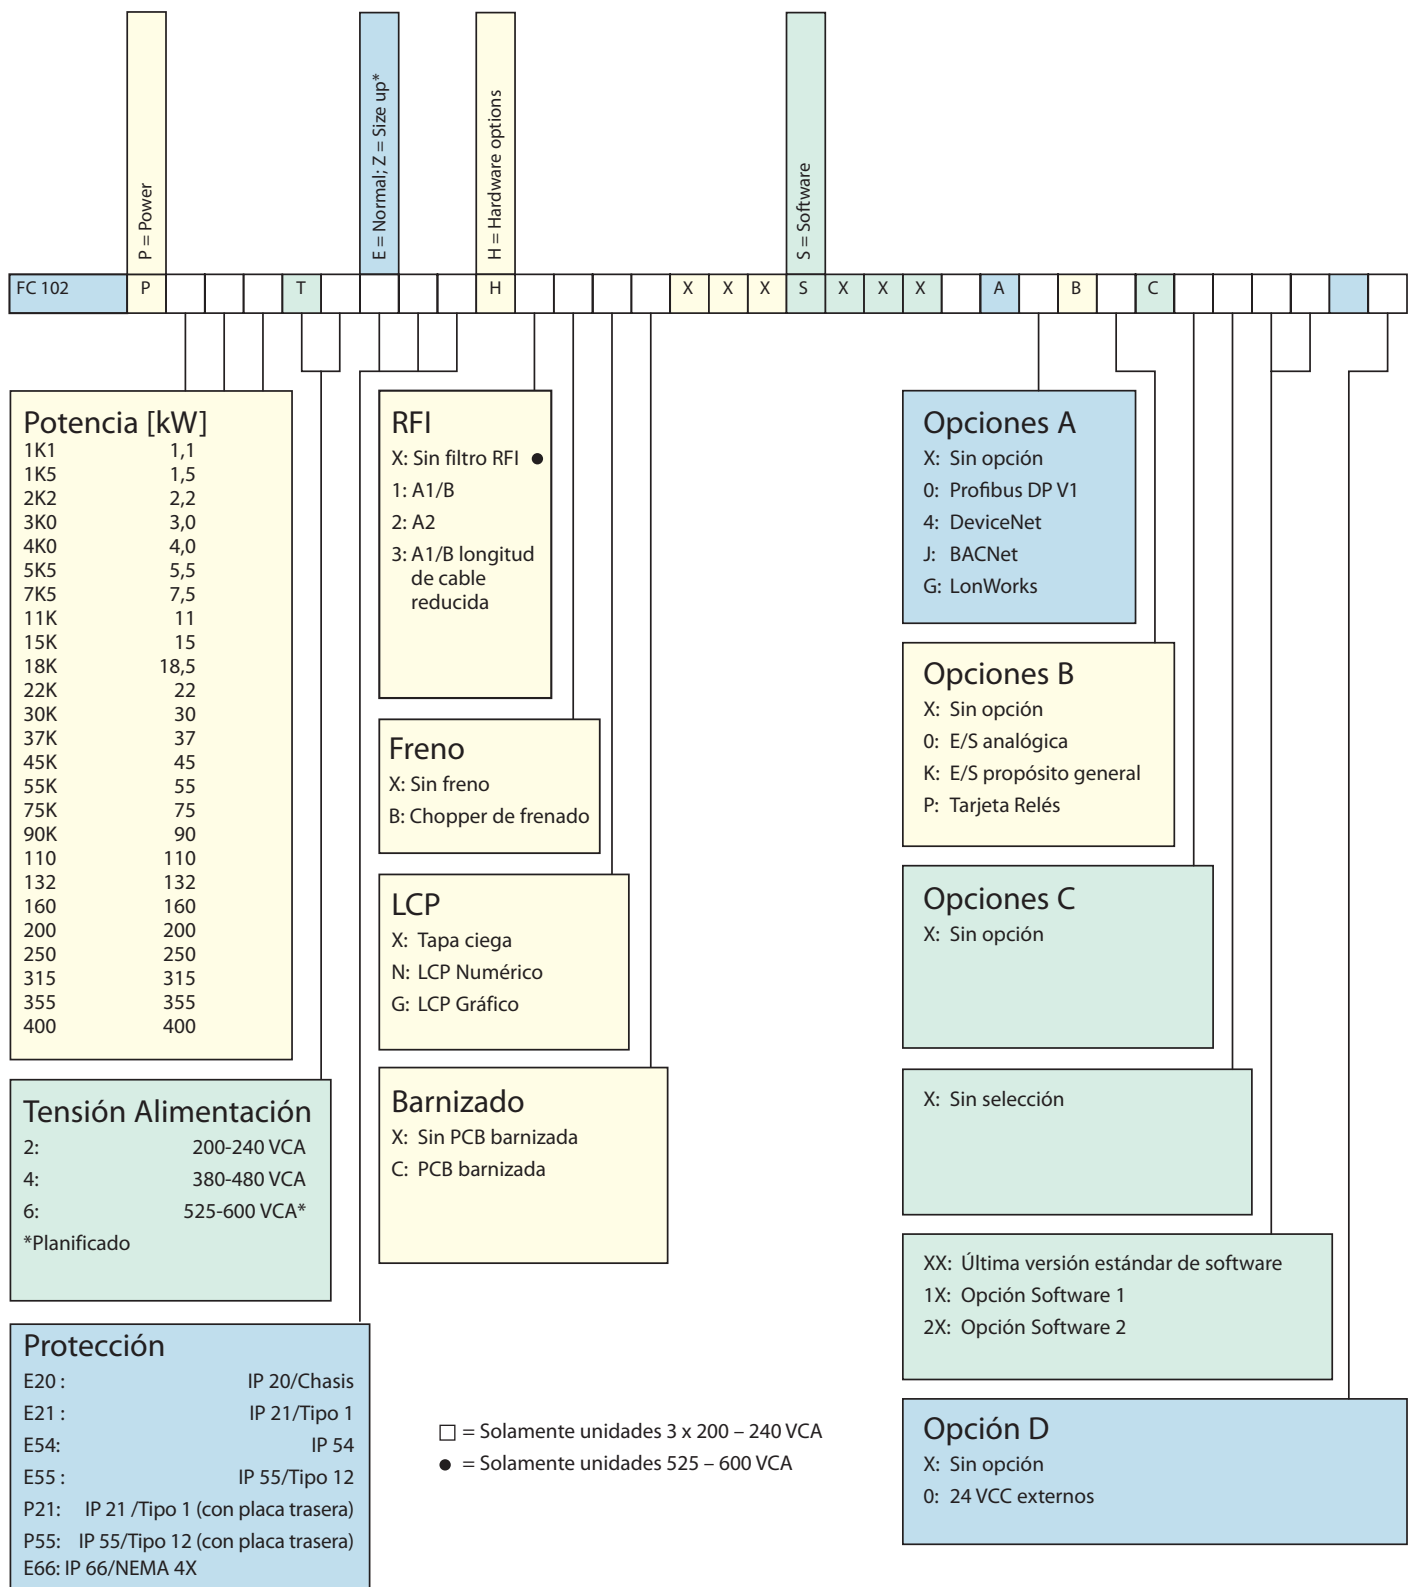 P = Power
E = Normal; Z = Size up*
H = Hardware options
S = Software
FC 102 P T H X X X S X X X A B C
Potencia [kW]
1K1 1,1
1K5 1,5
2K2 2,2
3K0 3,0
4K0 4,0
5K5 5,5
7K5 7,5
11K 11
15K 15
18K 18,5
22K 22
30K 30
37K 37
45K 45
55K 55
75K 75
90K 90
110 110
132 132
160 160
200 200
250 250
315 315
355 355
400 400
Tensión Alimentación
2: 200-240 VCA
4: 380-480 VCA
6: 525-600 VCA*
*Planificado
Protección
E20 : IP 20/Chasis
E21 : IP 21/Tipo 1
E54: IP 54
E55 : IP 55/Tipo 12
P21: IP 21 /Tipo 1 (con placa trasera)
P55: IP 55/Tipo 12 (con placa trasera)
E66: IP 66/NEMA 4X
RFI
X: Sin filtro RFI ●
1: A1/B
2: A2
3: A1/B longitud
de cable
reducida
Freno
X: Sin freno
B: Chopper de frenado
LCP
X: Tapa ciega
N: LCP Numérico
G: LCP Gráfico
Barnizado
X: Sin PCB barnizada
C: PCB barnizada
□ = Solamente unidades 3 x 200 – 240 VCA
● = Solamente unidades 525 – 600 VCA
Opciones A
X: Sin opción
0: Profibus DP V1
4: DeviceNet
J: BACNet
G: LonWorks
Opciones B
X: Sin opción
0: E/S analógica
K: E/S propósito general
P: Tarjeta Relés
Opciones C
X: Sin opción
X: Sin selección
XX: Última versión estándar de software
1X: Opción Software 1
2X: Opción Software 2
Opción D
X: Sin opción
0: 24 VCC externos